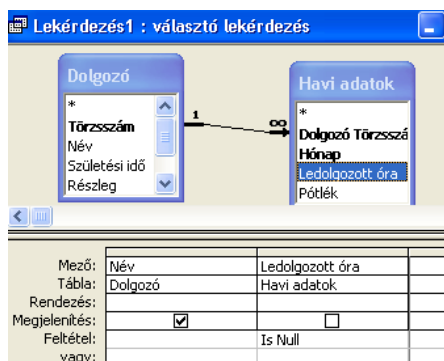 Lekérdezés1 : választó lekérdezés
Dolgozó
*
Törzsszám
Név
Születési idő
Részleg
1
∞
Havi adatok
*
Dolgozó Törzsszá
Hónap
Ledolgozott óra
Pótlék
Mező: Név Ledolgozott óra
Tábla: Dolgozó Havi adatok
Rendezés:
Megjelenítés:
Feltétel: Is Null
vagy: